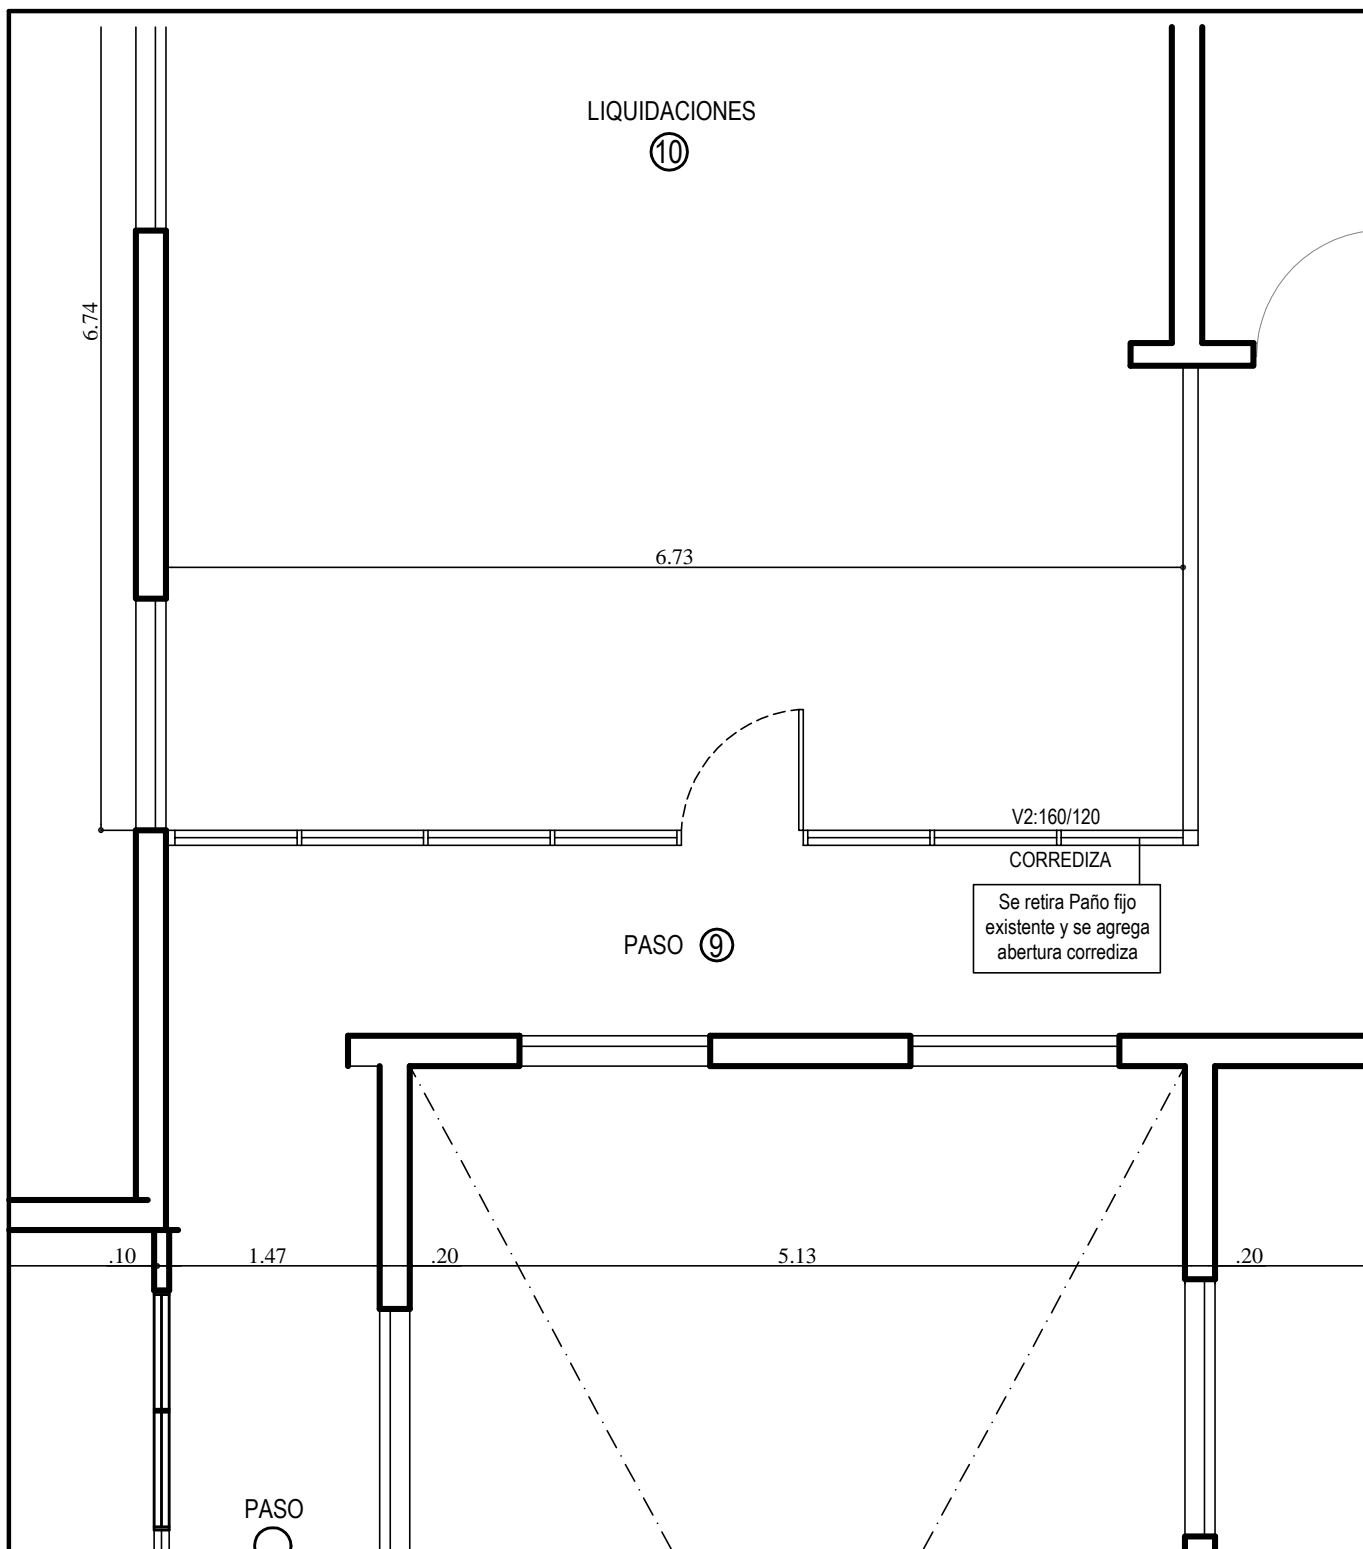 LIQUIDACIONES
10
6.74
6.73
V2:160/120
CORREDIZA
Se retira Paño fijo
existente y se agrega
abertura corrediza
PASO 9
.10 1.47 .20 5.13 .20
PASO